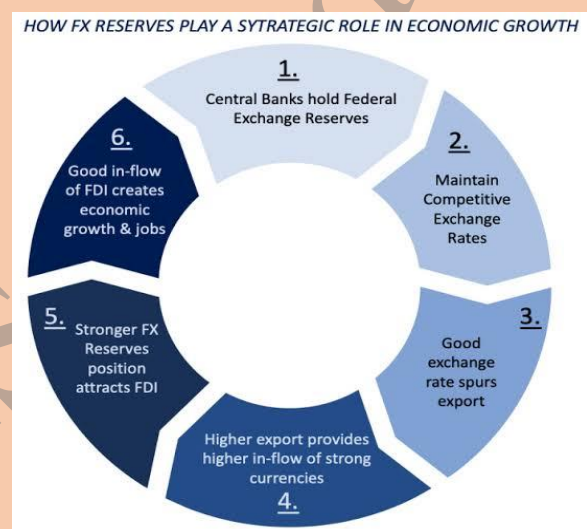 HOW FX RESERVES PLAY A SYTRATEGIC ROLE IN ECONOMIC GROWTH
1.
Central Banks hold Federal
Exchange Reserves
2.
Maintain
Competitive
Exchange
Rates
3.
Good
exchange
rate spurs
export
Higher export provides
higher in-flow of strong
currencies
4.
5.
Stronger FX
Reserves
position
attracts FDI
6.
Good in-flow
of FDI creates
economic
growth & jobs